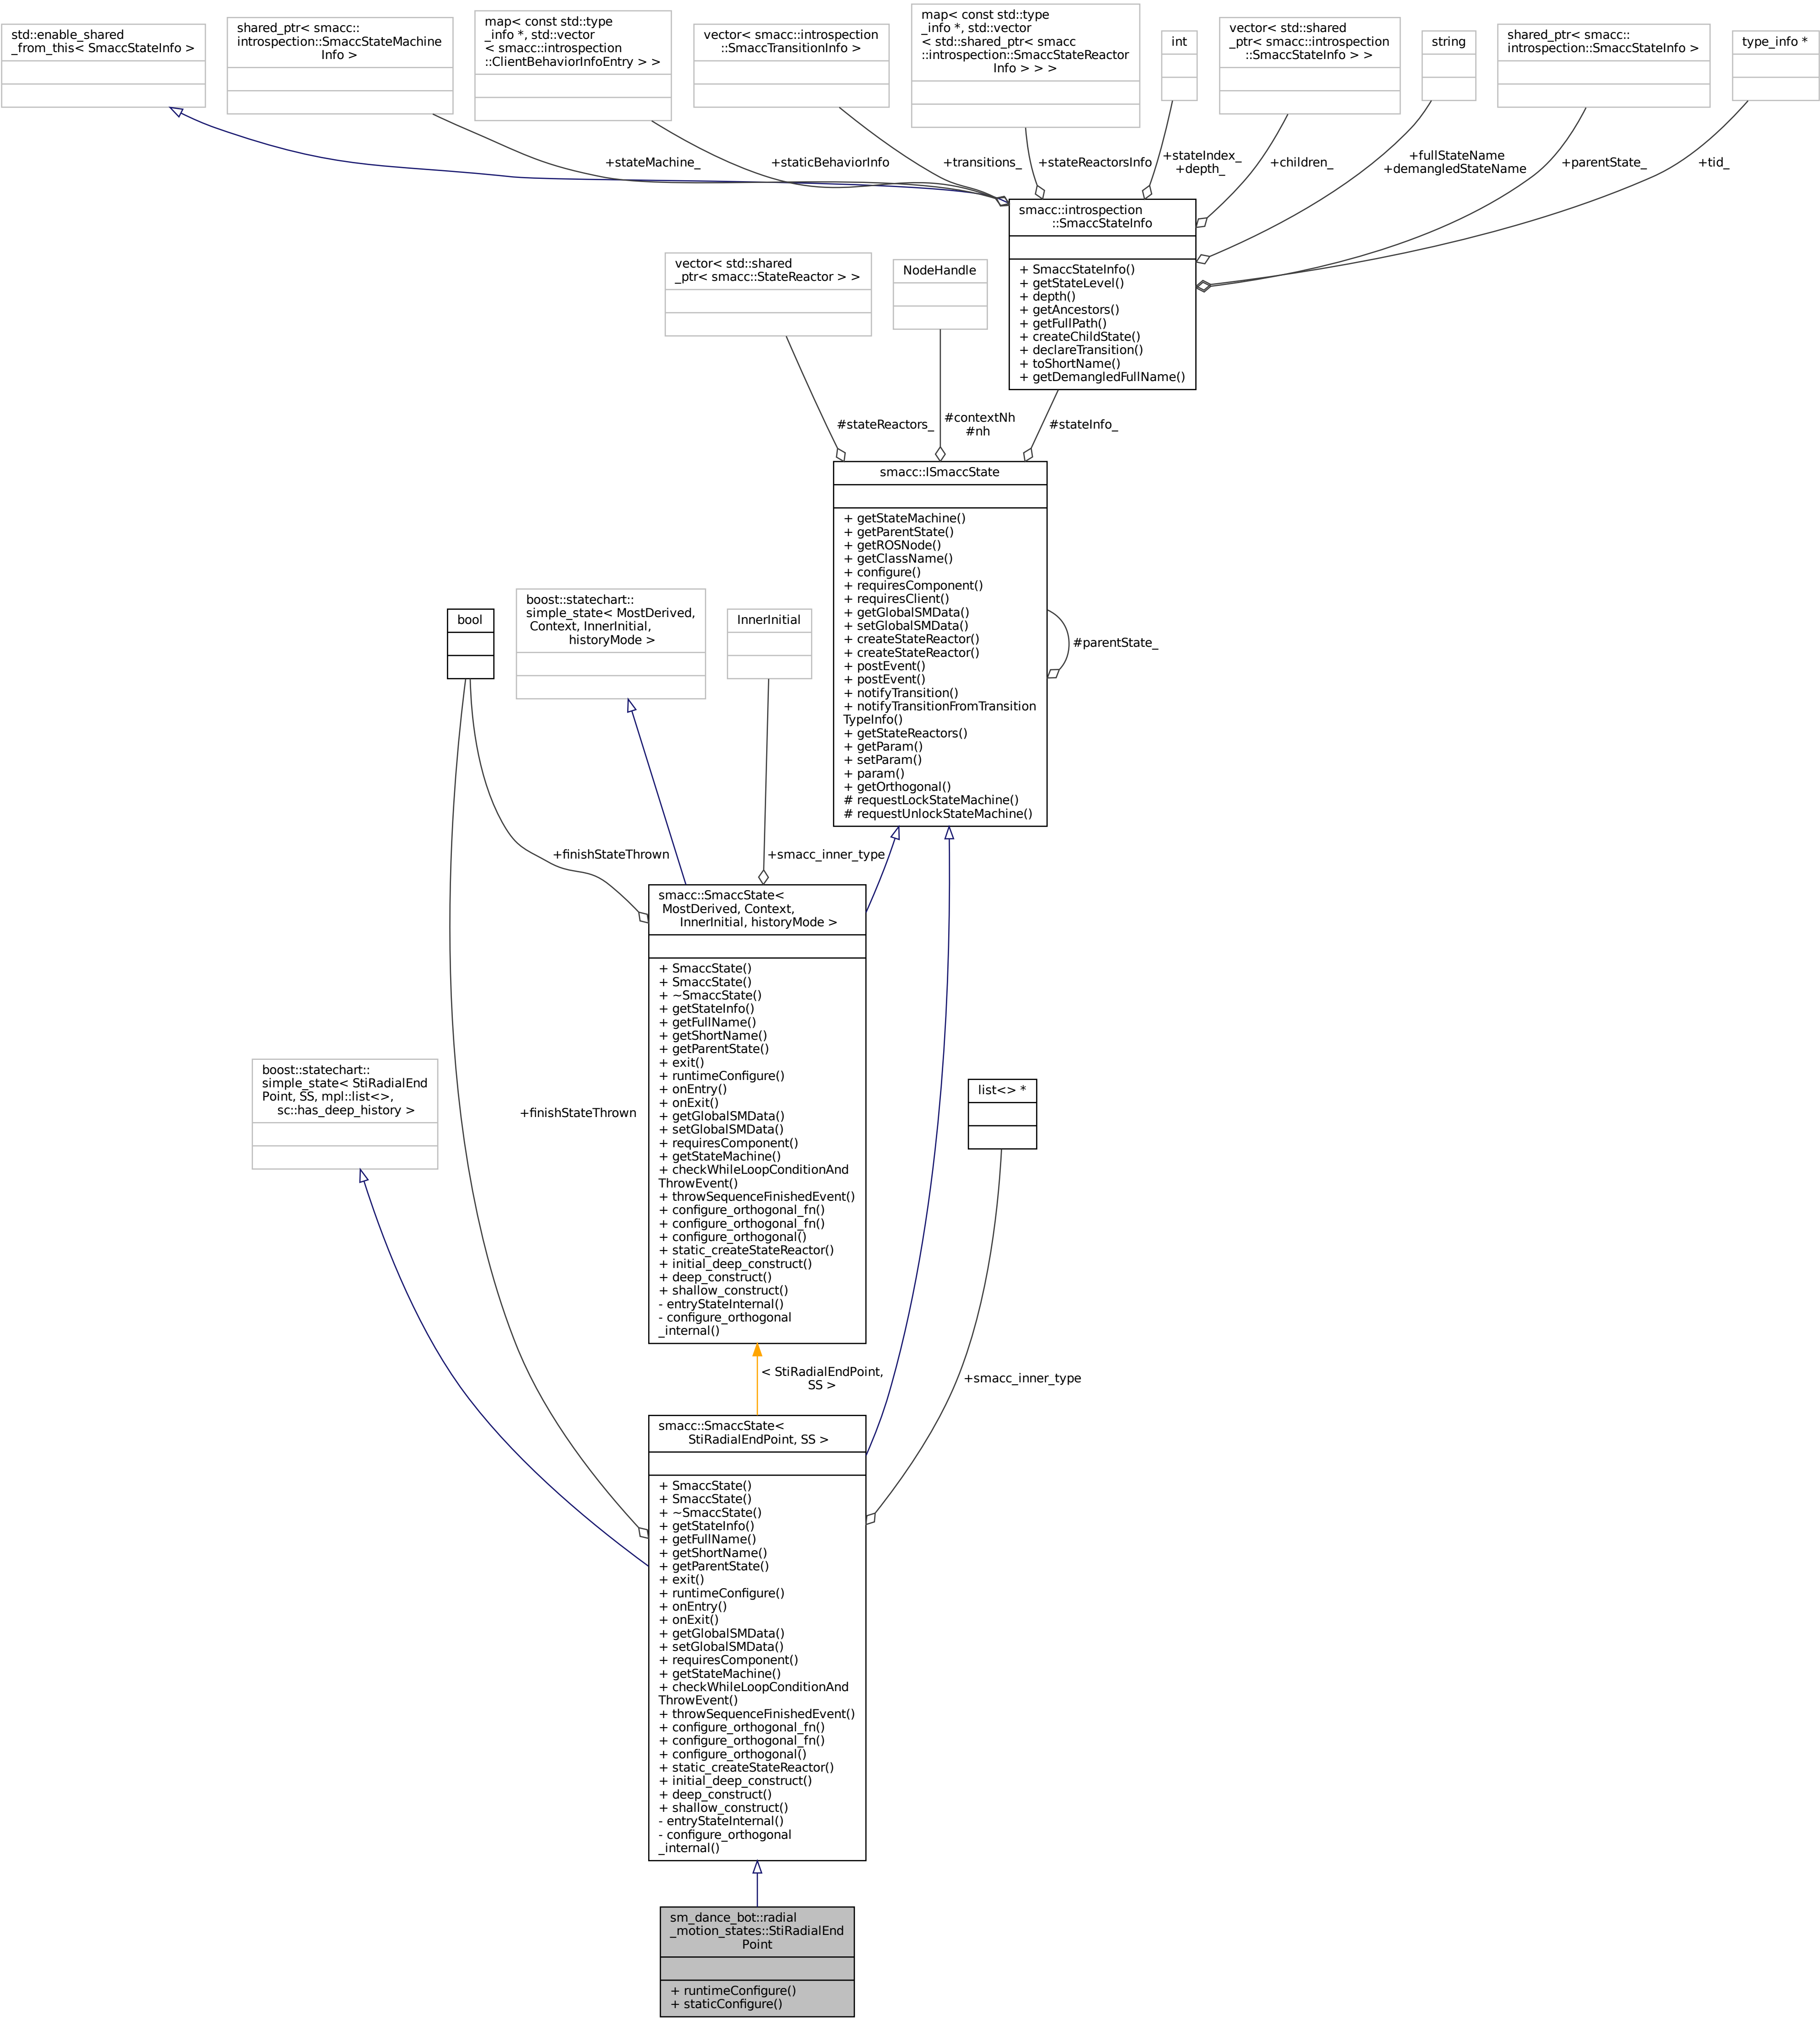 std::enable_shared
_from_this< SmaccStateInfo >
shared_ptr< smacc::
introspection::SmaccStateMachine
Info >
map< const std::type
_info *, std::vector
< smacc::introspection
::ClientBehaviorInfoEntry > >
vector< smacc::introspection
::SmaccTransitionInfo >
map< const std::type
_info *, std::vector
< std::shared_ptr< smacc
::introspection::SmaccStateReactor
Info > > >
int
vector< std::shared
_ptr< smacc::introspection
::SmaccStateInfo > >
string
shared_ptr< smacc::
introspection::SmaccStateInfo >
type_info *
+stateMachine_
+staticBehaviorInfo
+transitions_
+stateReactorsInfo
+stateIndex_
+depth_
+children_
+fullStateName
+demangledStateName
+parentState_
+tid_
smacc::introspection
::SmaccStateInfo
+ SmaccStateInfo()
+ getStateLevel()
+ depth()
+ getAncestors()
+ getFullPath()
+ createChildState()
+ declareTransition()
+ toShortName()
+ getDemangledFullName()
vector< std::shared
_ptr< smacc::StateReactor > >
NodeHandle
#stateReactors_
#contextNh
#nh
#stateInfo_
smacc::ISmaccState
+ getStateMachine()
+ getParentState()
+ getROSNode()
+ getClassName()
+ configure()
+ requiresComponent()
+ requiresClient()
+ getGlobalSMData()
+ setGlobalSMData()
+ createStateReactor()
+ createStateReactor()
+ postEvent()
+ postEvent()
+ notifyTransition()
+ notifyTransitionFromTransition
TypeInfo()
+ getStateReactors()
+ getParam()
+ setParam()
+ param()
+ getOrthogonal()
# requestLockStateMachine()
# requestUnlockStateMachine()
#parentState_
bool
boost::statechart::
simple_state< MostDerived,
Context, InnerInitial,
historyMode >
InnerInitial
+finishStateThrown
+smacc_inner_type
smacc::SmaccState<
MostDerived, Context,
InnerInitial, historyMode >
+ SmaccState()
+ SmaccState()
+ ~SmaccState()
+ getStateInfo()
+ getFullName()
+ getShortName()
+ getParentState()
+ exit()
+ runtimeConfigure()
+ onEntry()
+ onExit()
+ getGlobalSMData()
+ setGlobalSMData()
+ requiresComponent()
+ getStateMachine()
+ checkWhileLoopConditionAnd
ThrowEvent()
+ throwSequenceFinishedEvent()
+ configure_orthogonal_fn()
+ configure_orthogonal_fn()
+ configure_orthogonal()
+ static_createStateReactor()
+ initial_deep_construct()
+ deep_construct()
+ shallow_construct()
- entryStateInternal()
- configure_orthogonal
_internal()
boost::statechart::
simple_state< StiRadialEnd
Point, SS, mpl::list<>,
sc::has_deep_history >
+finishStateThrown
list<> *
< StiRadialEndPoint,
SS >
+smacc_inner_type
smacc::SmaccState<
StiRadialEndPoint, SS >
+ SmaccState()
+ SmaccState()
+ ~SmaccState()
+ getStateInfo()
+ getFullName()
+ getShortName()
+ getParentState()
+ exit()
+ runtimeConfigure()
+ onEntry()
+ onExit()
+ getGlobalSMData()
+ setGlobalSMData()
+ requiresComponent()
+ getStateMachine()
+ checkWhileLoopConditionAnd
ThrowEvent()
+ throwSequenceFinishedEvent()
+ configure_orthogonal_fn()
+ configure_orthogonal_fn()
+ configure_orthogonal()
+ static_createStateReactor()
+ initial_deep_construct()
+ deep_construct()
+ shallow_construct()
- entryStateInternal()
- configure_orthogonal
_internal()
sm_dance_bot::radial
_motion_states::StiRadialEnd
Point
+ runtimeConfigure()
+ staticConfigure()